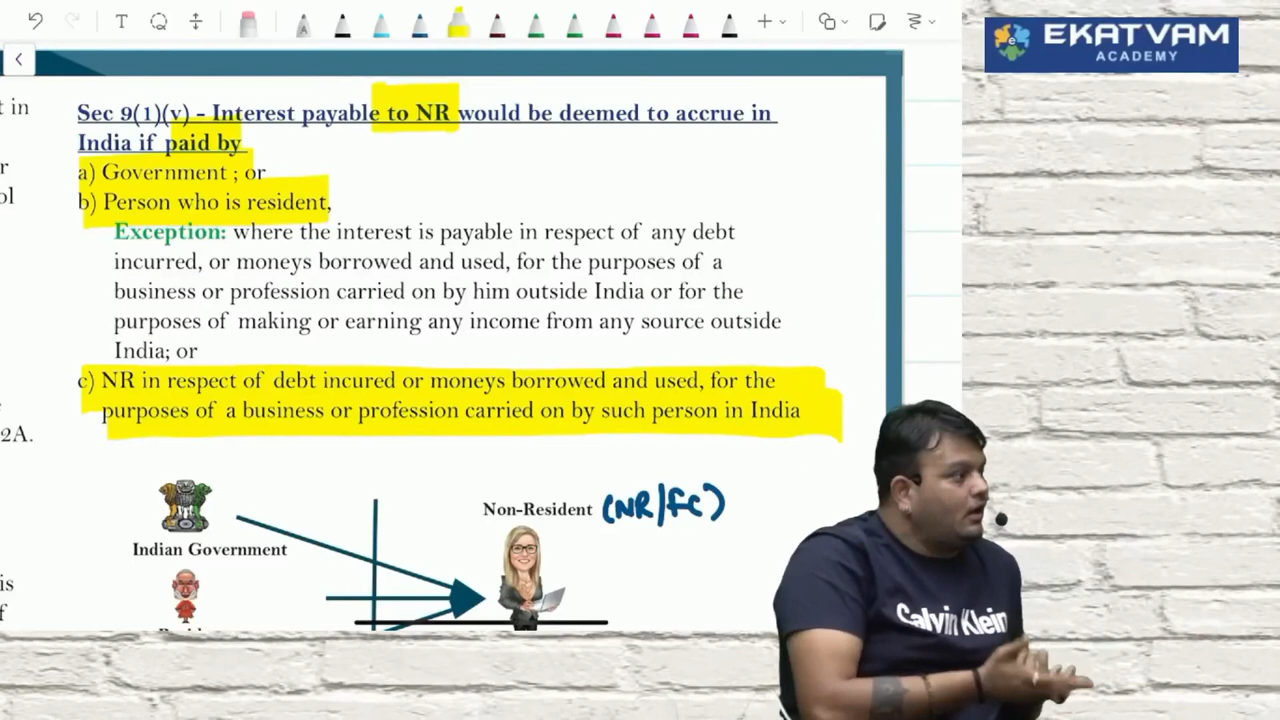 EKATVAM
ACADEMY
t in
r
ol
2A.
is
f
Sec 9(1)(v) - Interest payable to NR would be deemed to accrue in
India if paid by
a) Government ; or
b) Person who is resident,
Exception: where the interest is payable in respect of any debt
incurred, or moneys borrowed and used, for the purposes of a
business or profession carried on by him outside India or for the
purposes of making or earning any income from any source outside
India; or
c) NR in respect of debt incured or moneys borrowed and used, for the
purposes of a business or profession carried on by such person in India
Non-Resident (NR/FC)
Indian Government
Calvin Klein